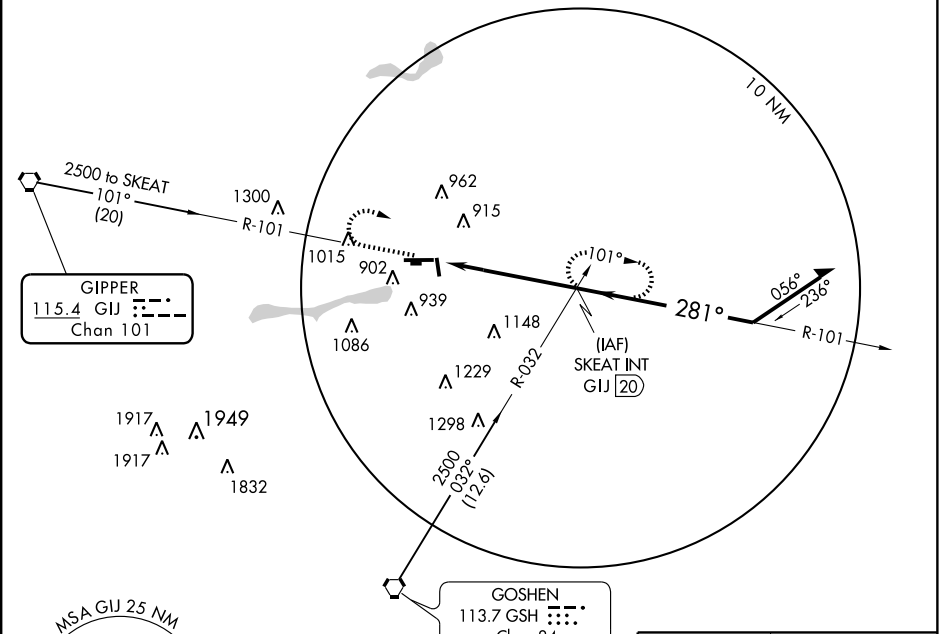 10 NM
2500 to SKEAT
101°
(20)
R-101
1300
962
915
1015
902
939
1086
101°
281°
056°
236°
R-101
GIPPER
115.4 GIJ
Chan 101
1148
(IAF)
SKEAT INT
GIJ 20
R-032
1229
1298
1917
1949
1917
1832
2500
032°
(12.6)
MSA GIJ 25 NM
GOSHEN
113.7 GSH